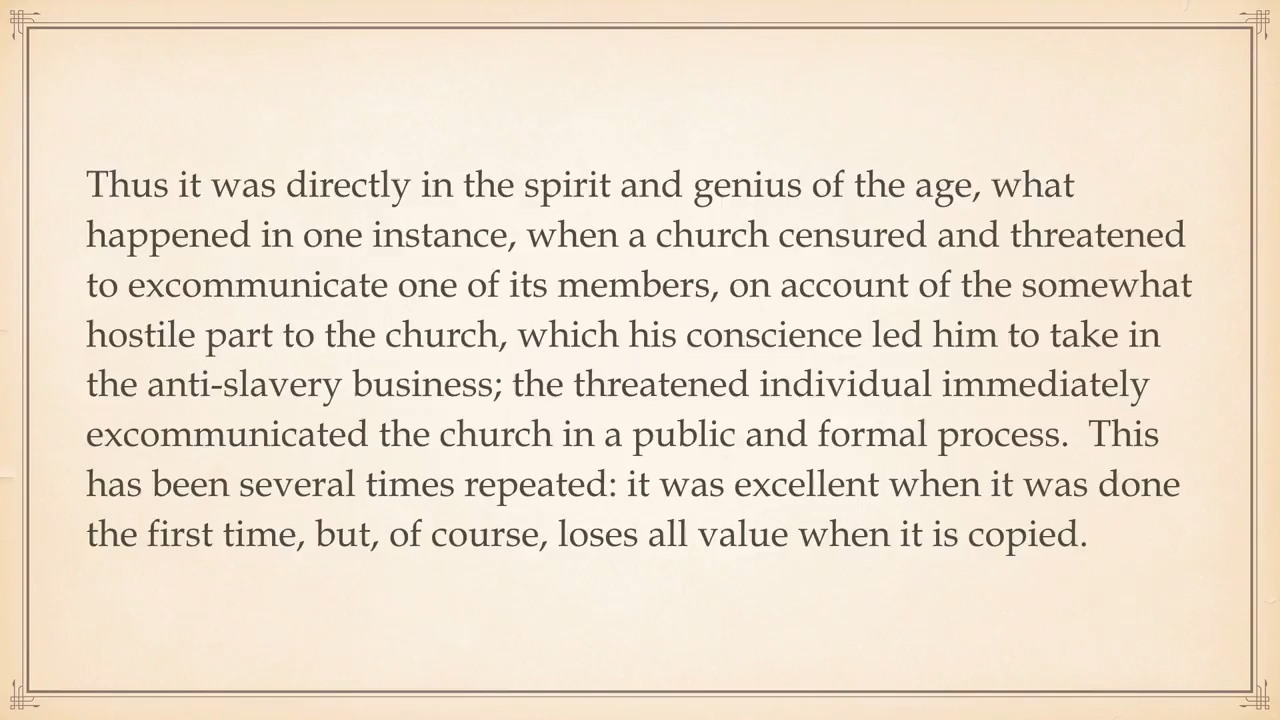 Thus it was directly in the spirit and genius of the age, what
happened in one instance, when a church censured and threatened
to excommunicate one of its members, on account of the somewhat
hostile part to the church, which his conscience led him to take in
the anti-slavery business; the threatened individual immediately
excommunicated the church in a public and formal process.  This
has been several times repeated: it was excellent when it was done
the first time, but, of course, loses all value when it is copied.